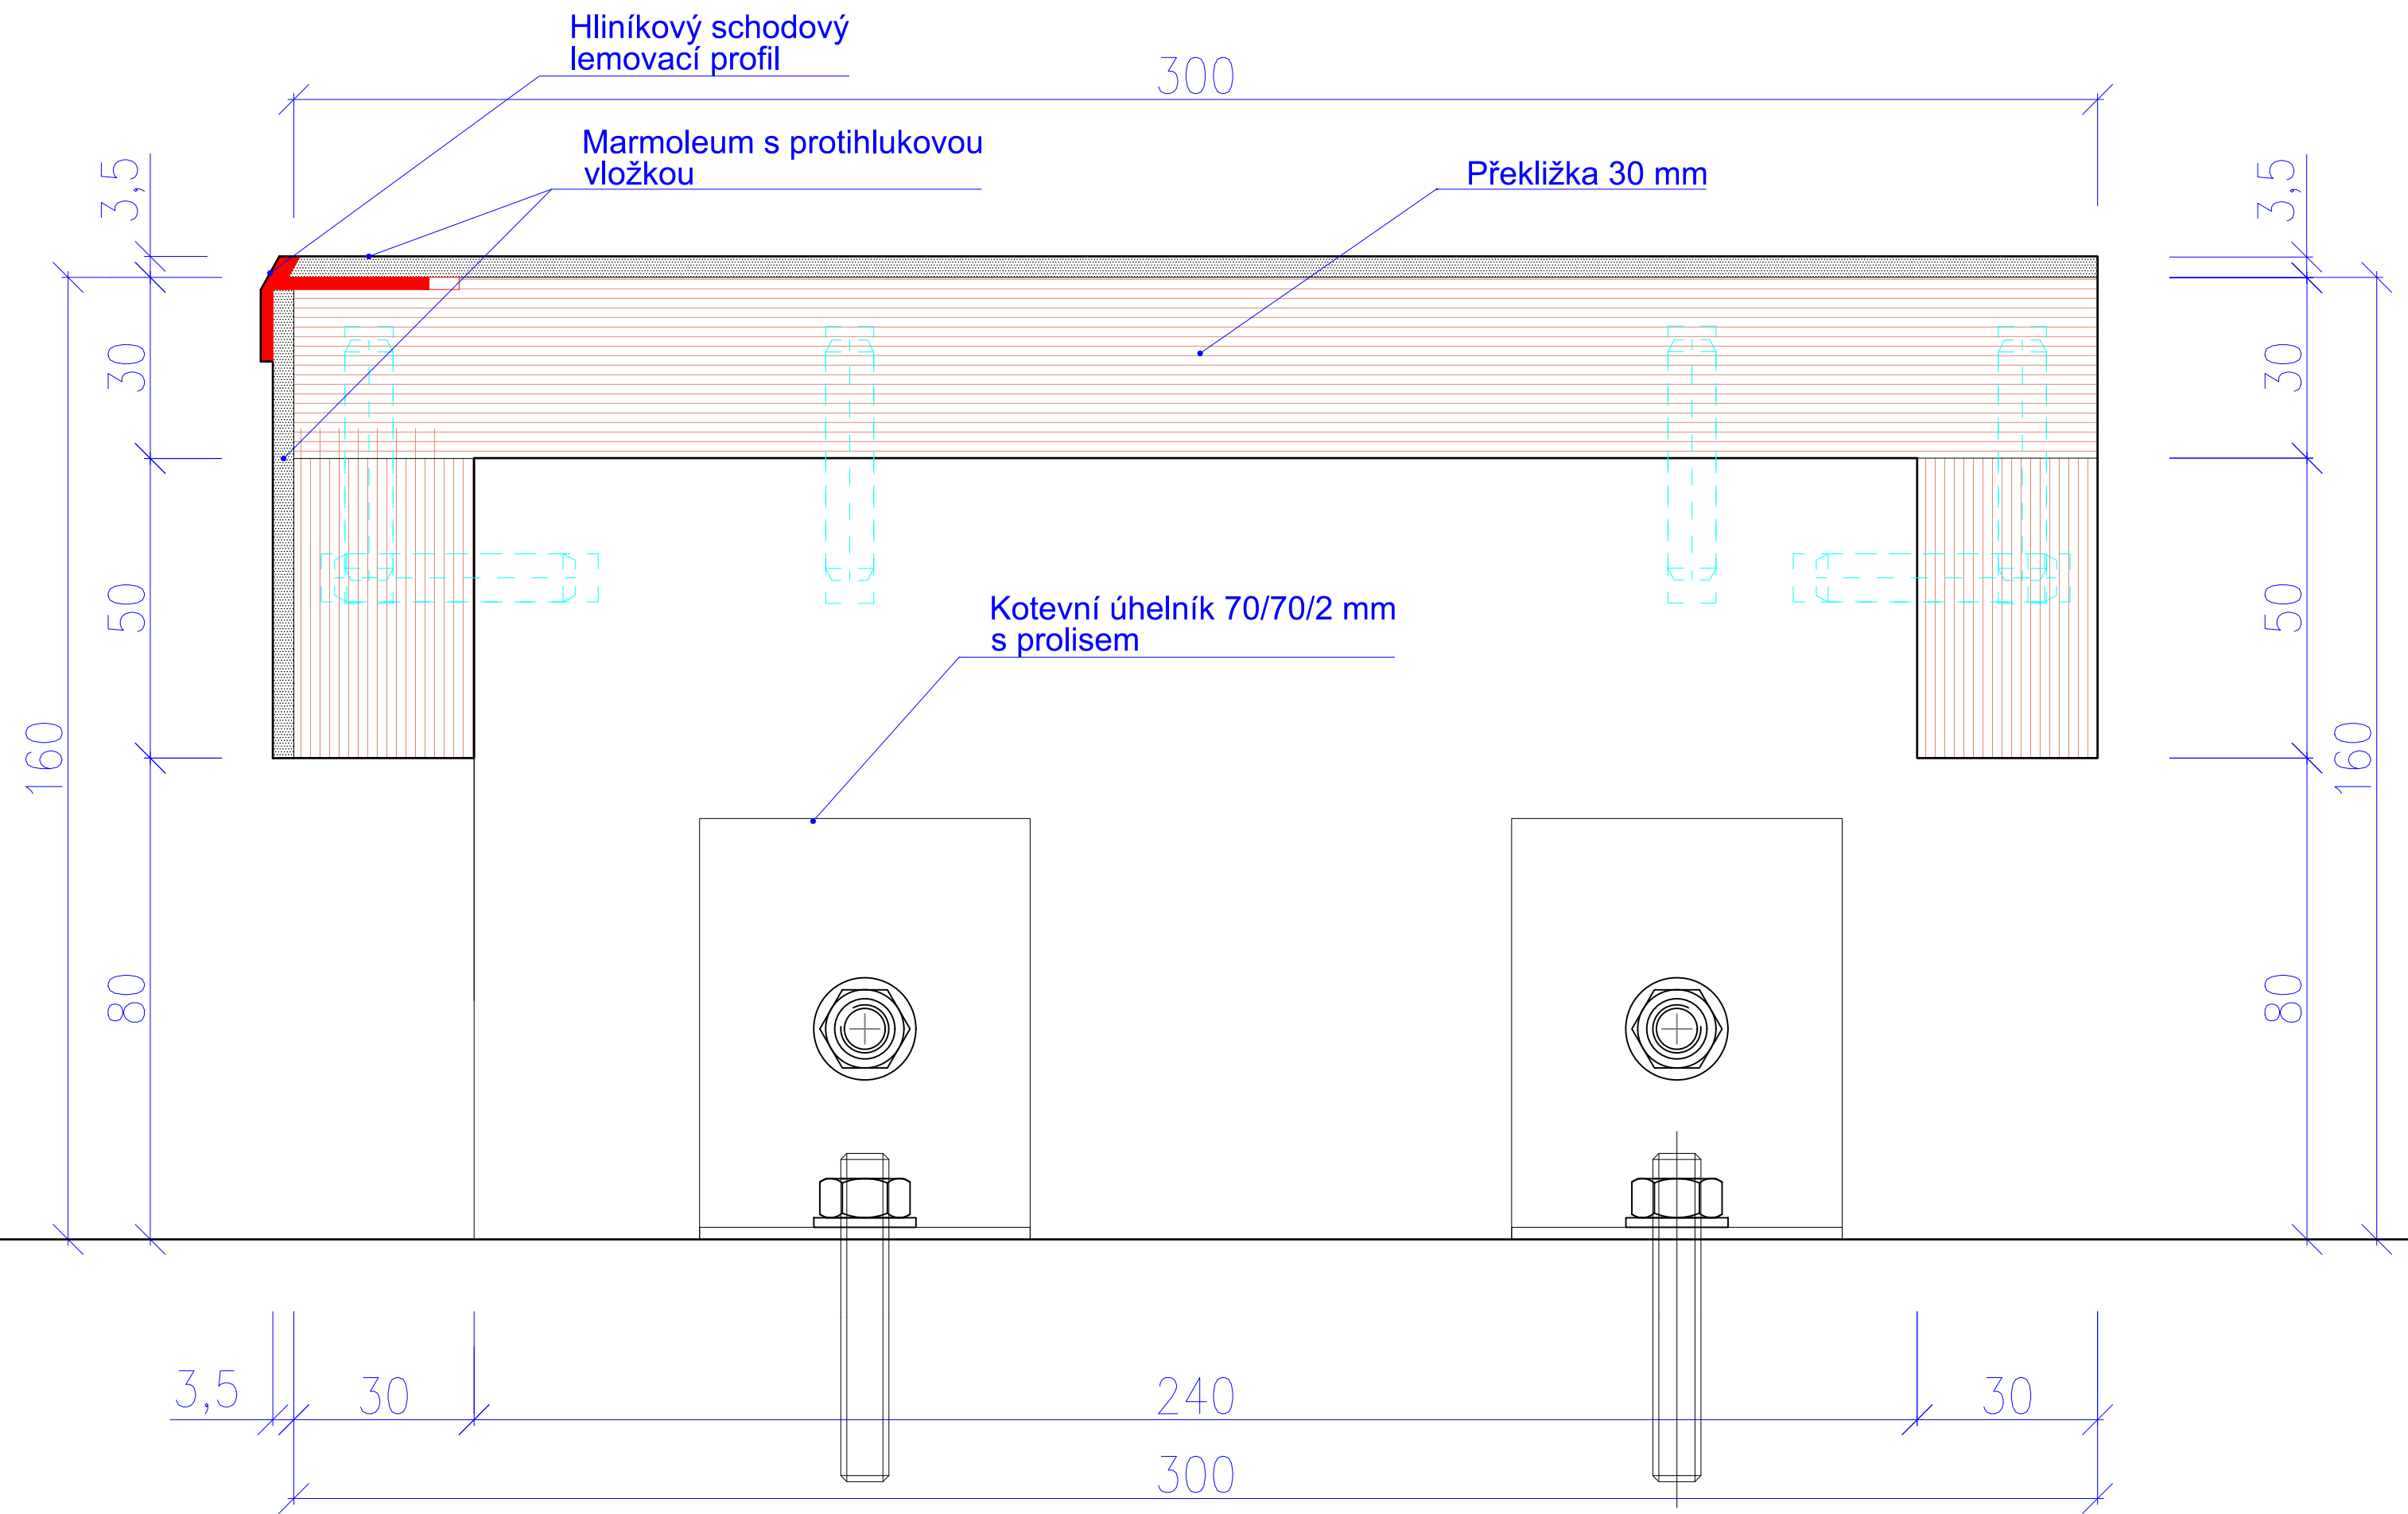 Hliníkový schodový
lemovací profil
300
Marmoleum s protihlukovou
vložkou
Překližka 30 mm
3,5
3,5
30
30
Kotevní úhelník 70/70/2 mm
s prolisem
50
50
160
160
80
80
3,5
30
240
30
300